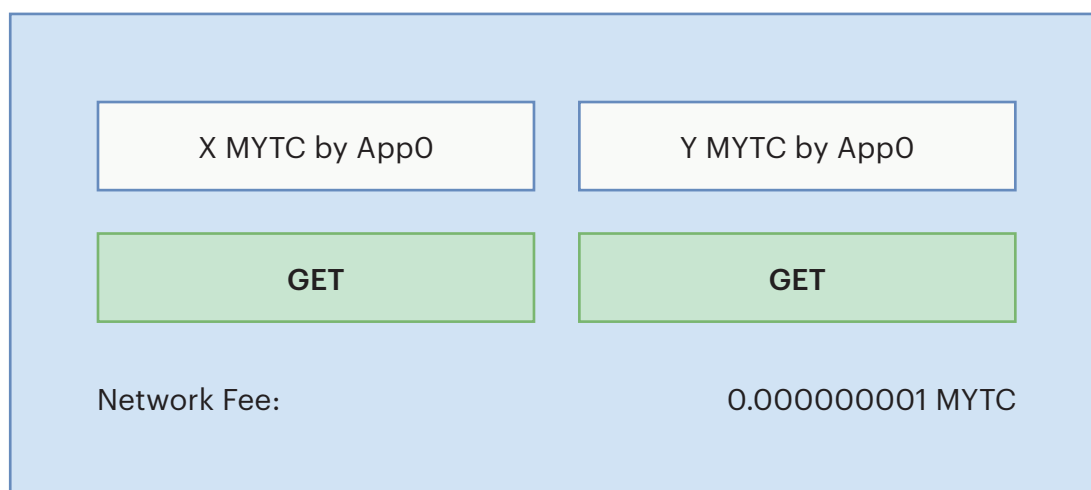 X MYTC by App0
Y MYTC by App0
GET
GET
Network Fee: 0.000000001 MYTC